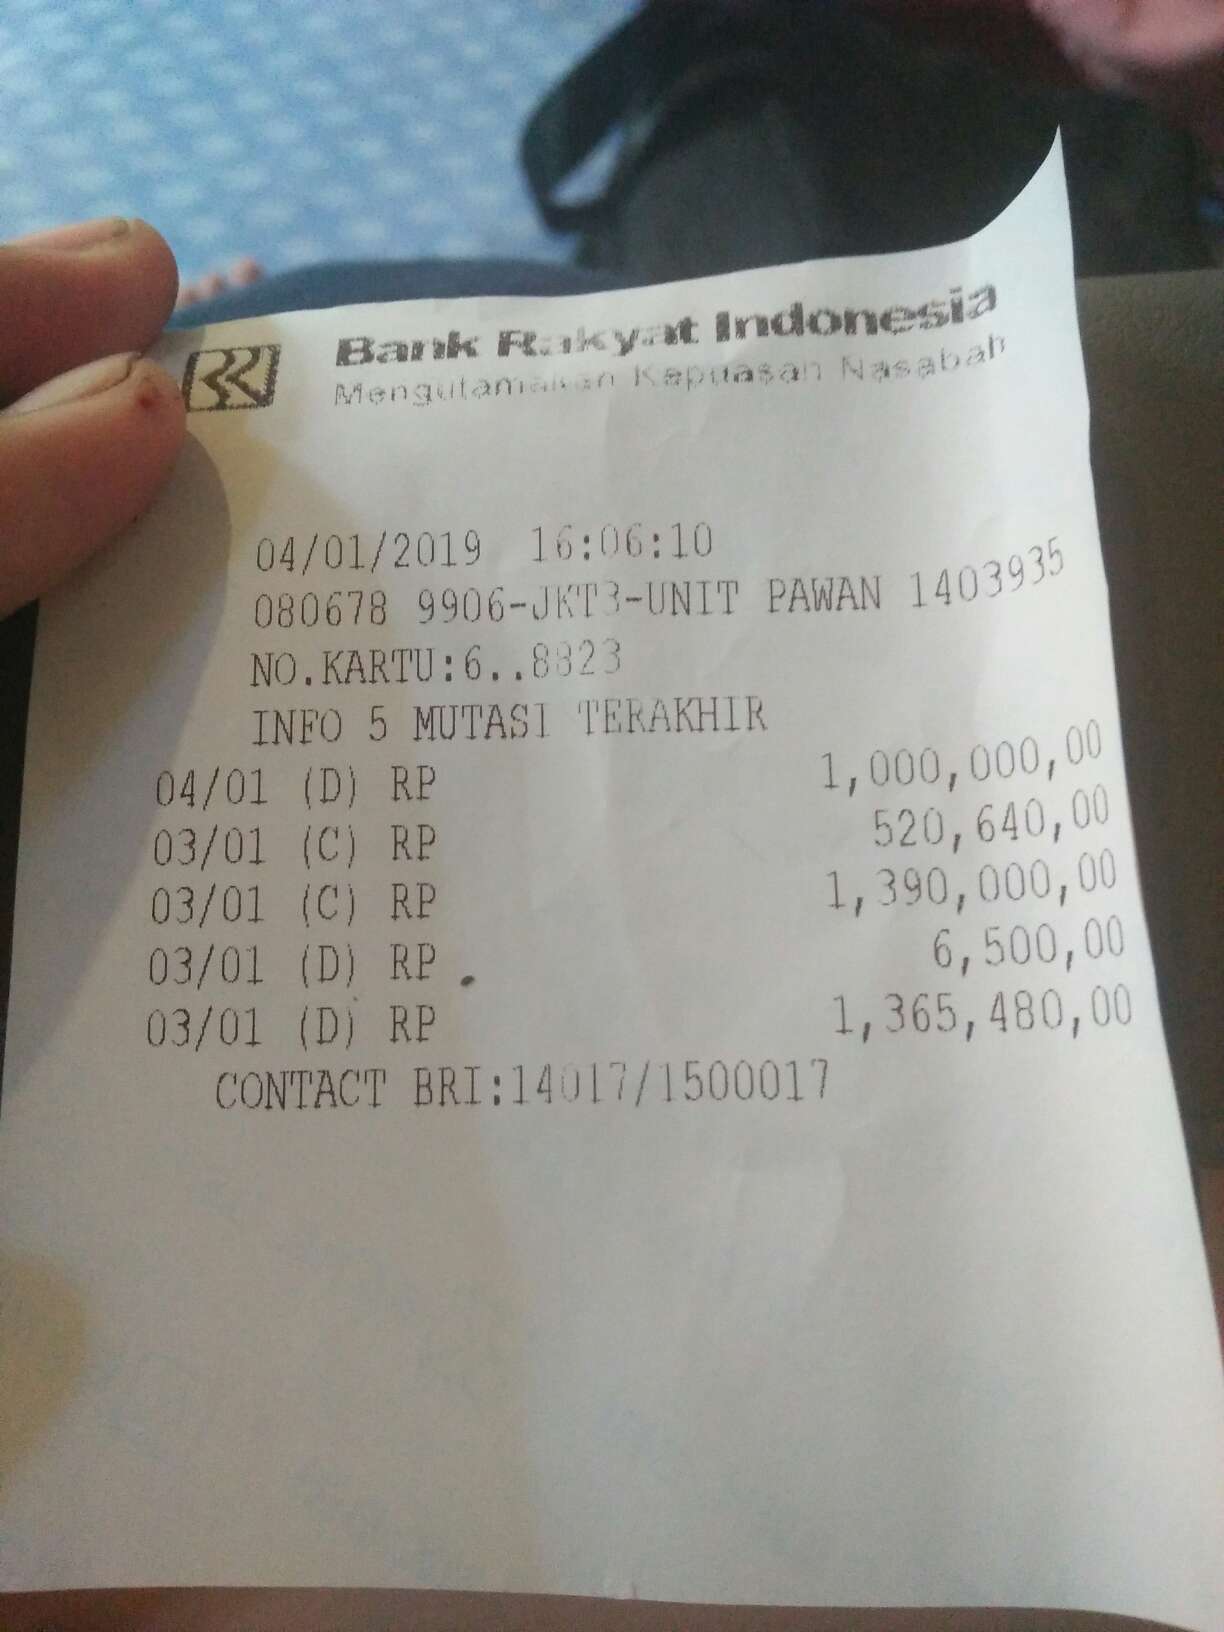 Bank Rakyat Indonesia
Mengutamakan Kepuasan Nasabah
04/01/2019 16:06:10
080678 9906-JKT3-UNIT PAWAN 1403935
NO.KARTU:6..8823
INFO 5 MUTASI TERAKHIR
04/01 (D) RP 1,000,000,00
03/01 (C) RP 520,640,00
03/01 (C) RP 1,390,000,00
03/01 (D) RP 6,500,00
03/01 (D) RP 1,365,480,00
CONTACT BRI:14017/1500017